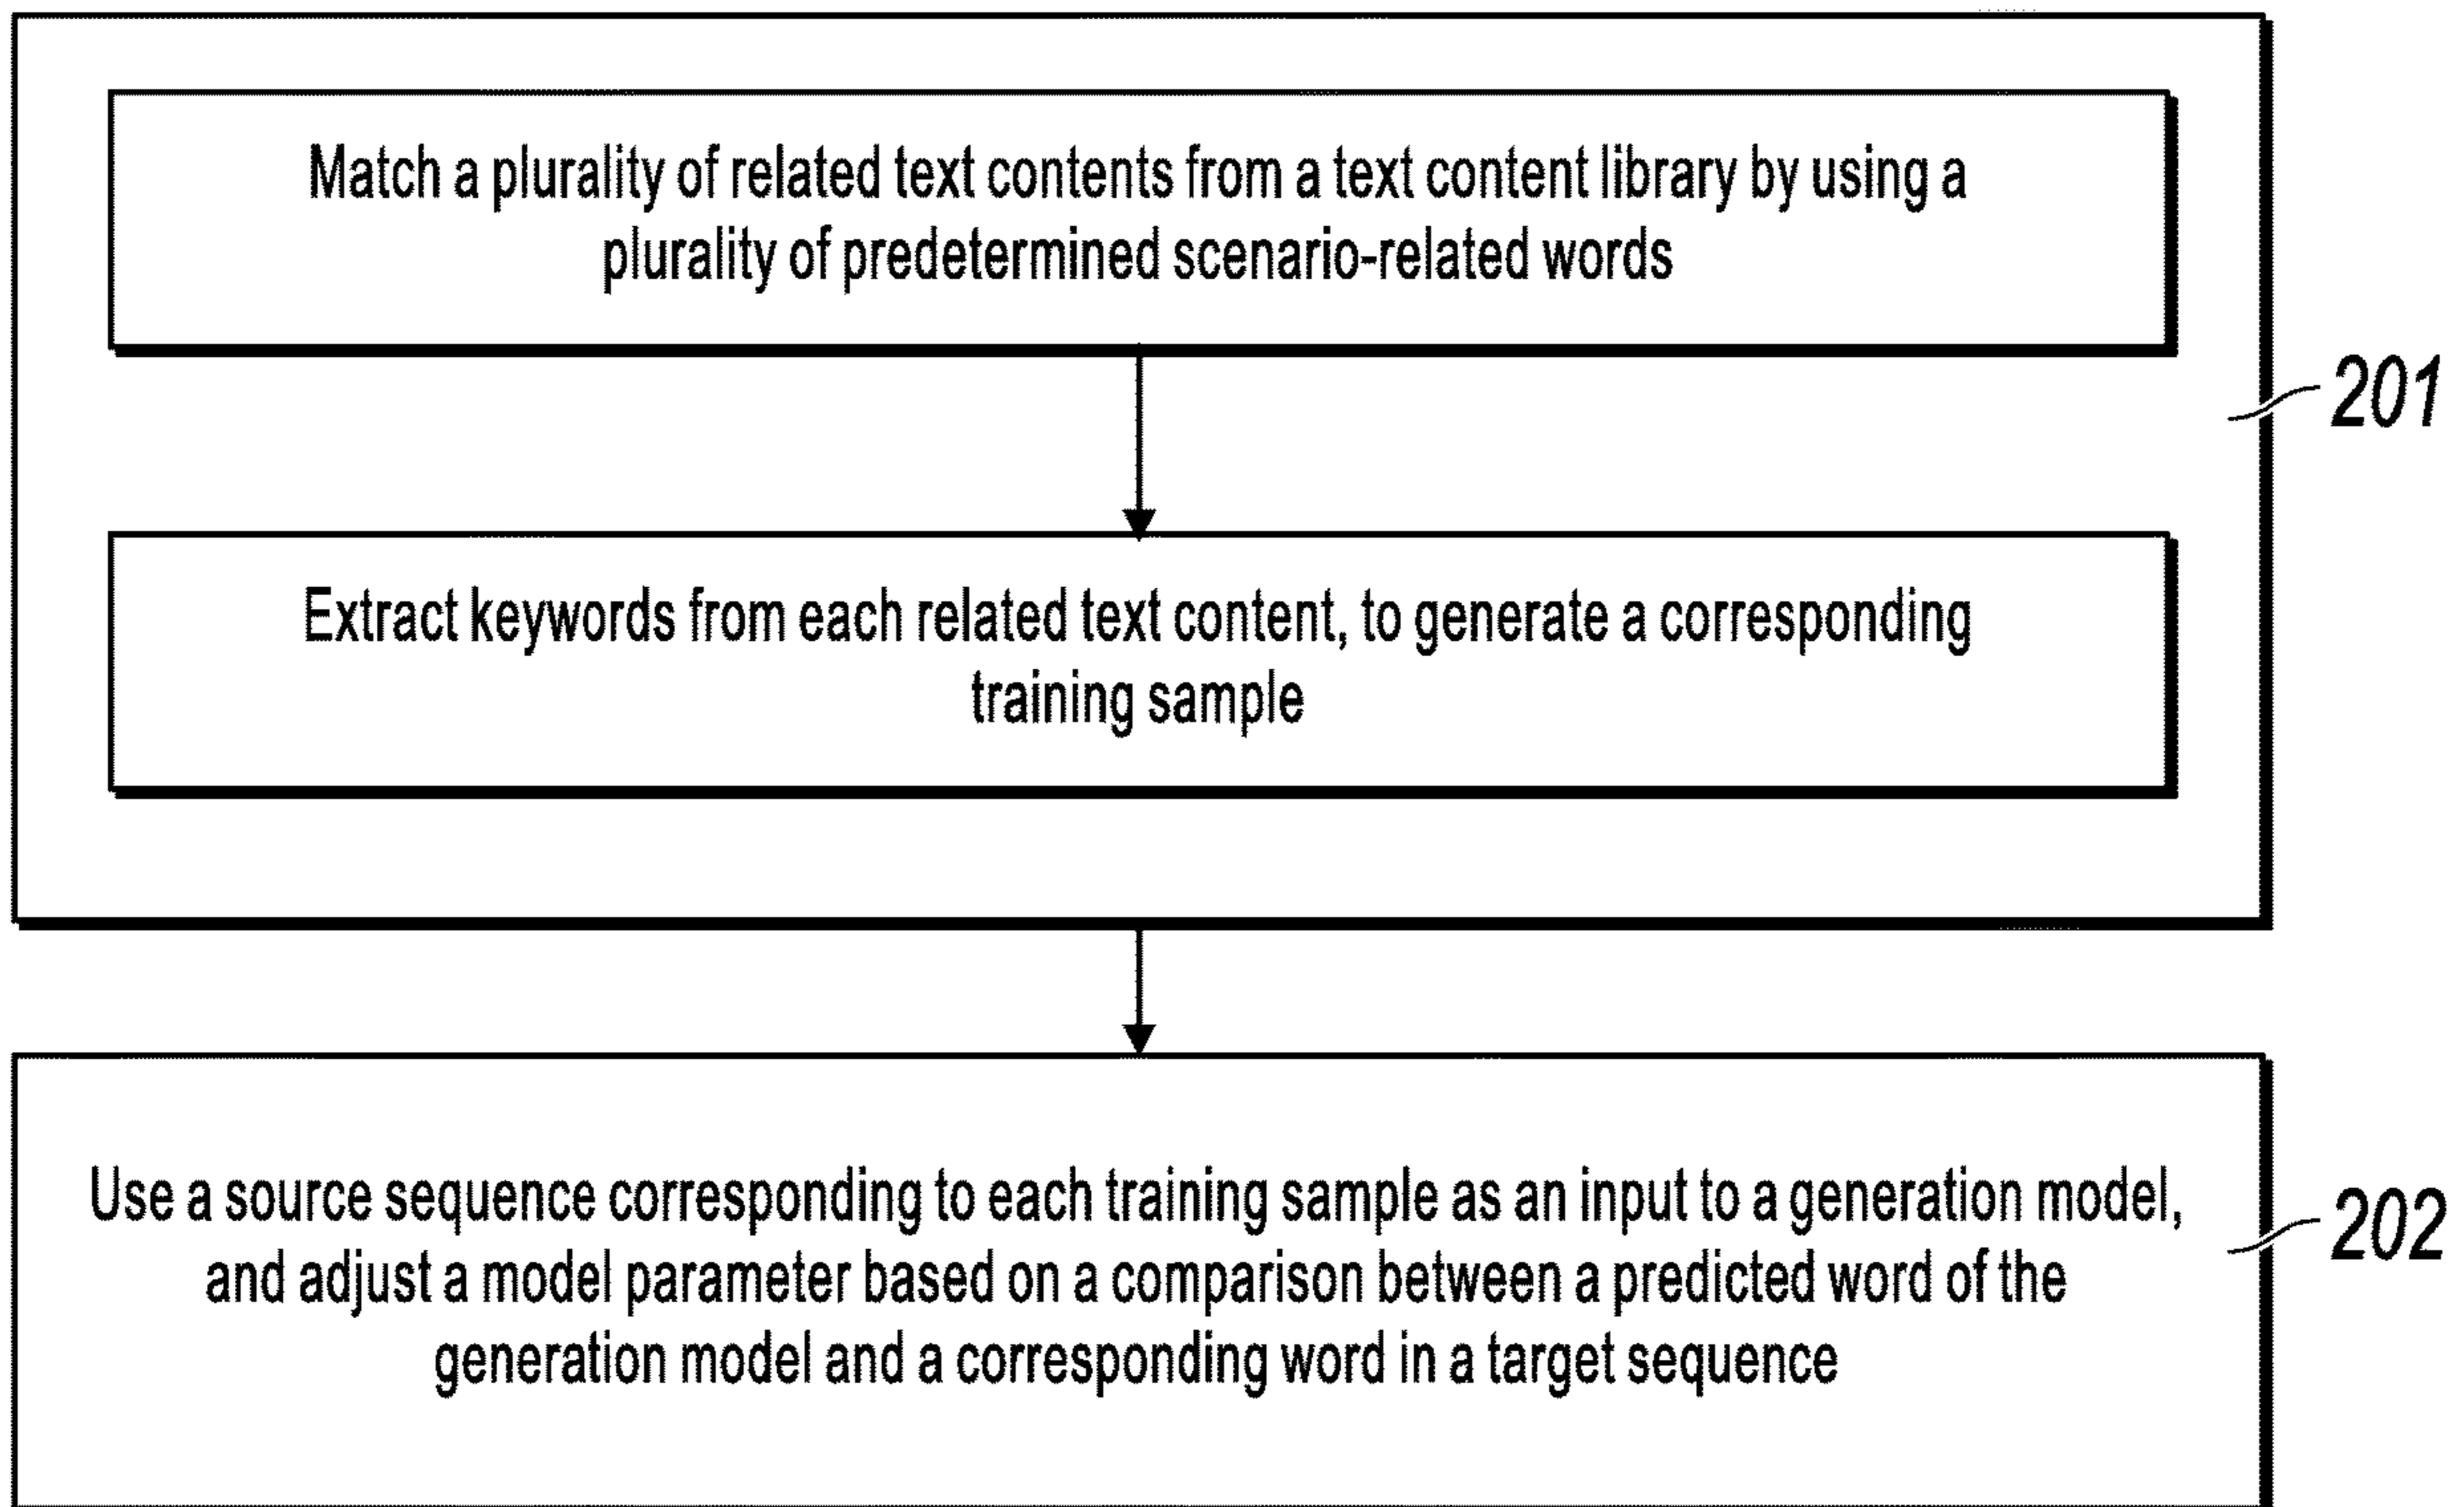 Match a plurality of related text contents from a text content library by using a
plurality of predetermined scenario-related words
201
Extract keywords from each related text content, to generate a corresponding
training sample
Use a source sequence corresponding to each training sample as an input to a generation model,
and adjust a model parameter based on a comparison between a predicted word of the
generation model and a corresponding word in a target sequence
202